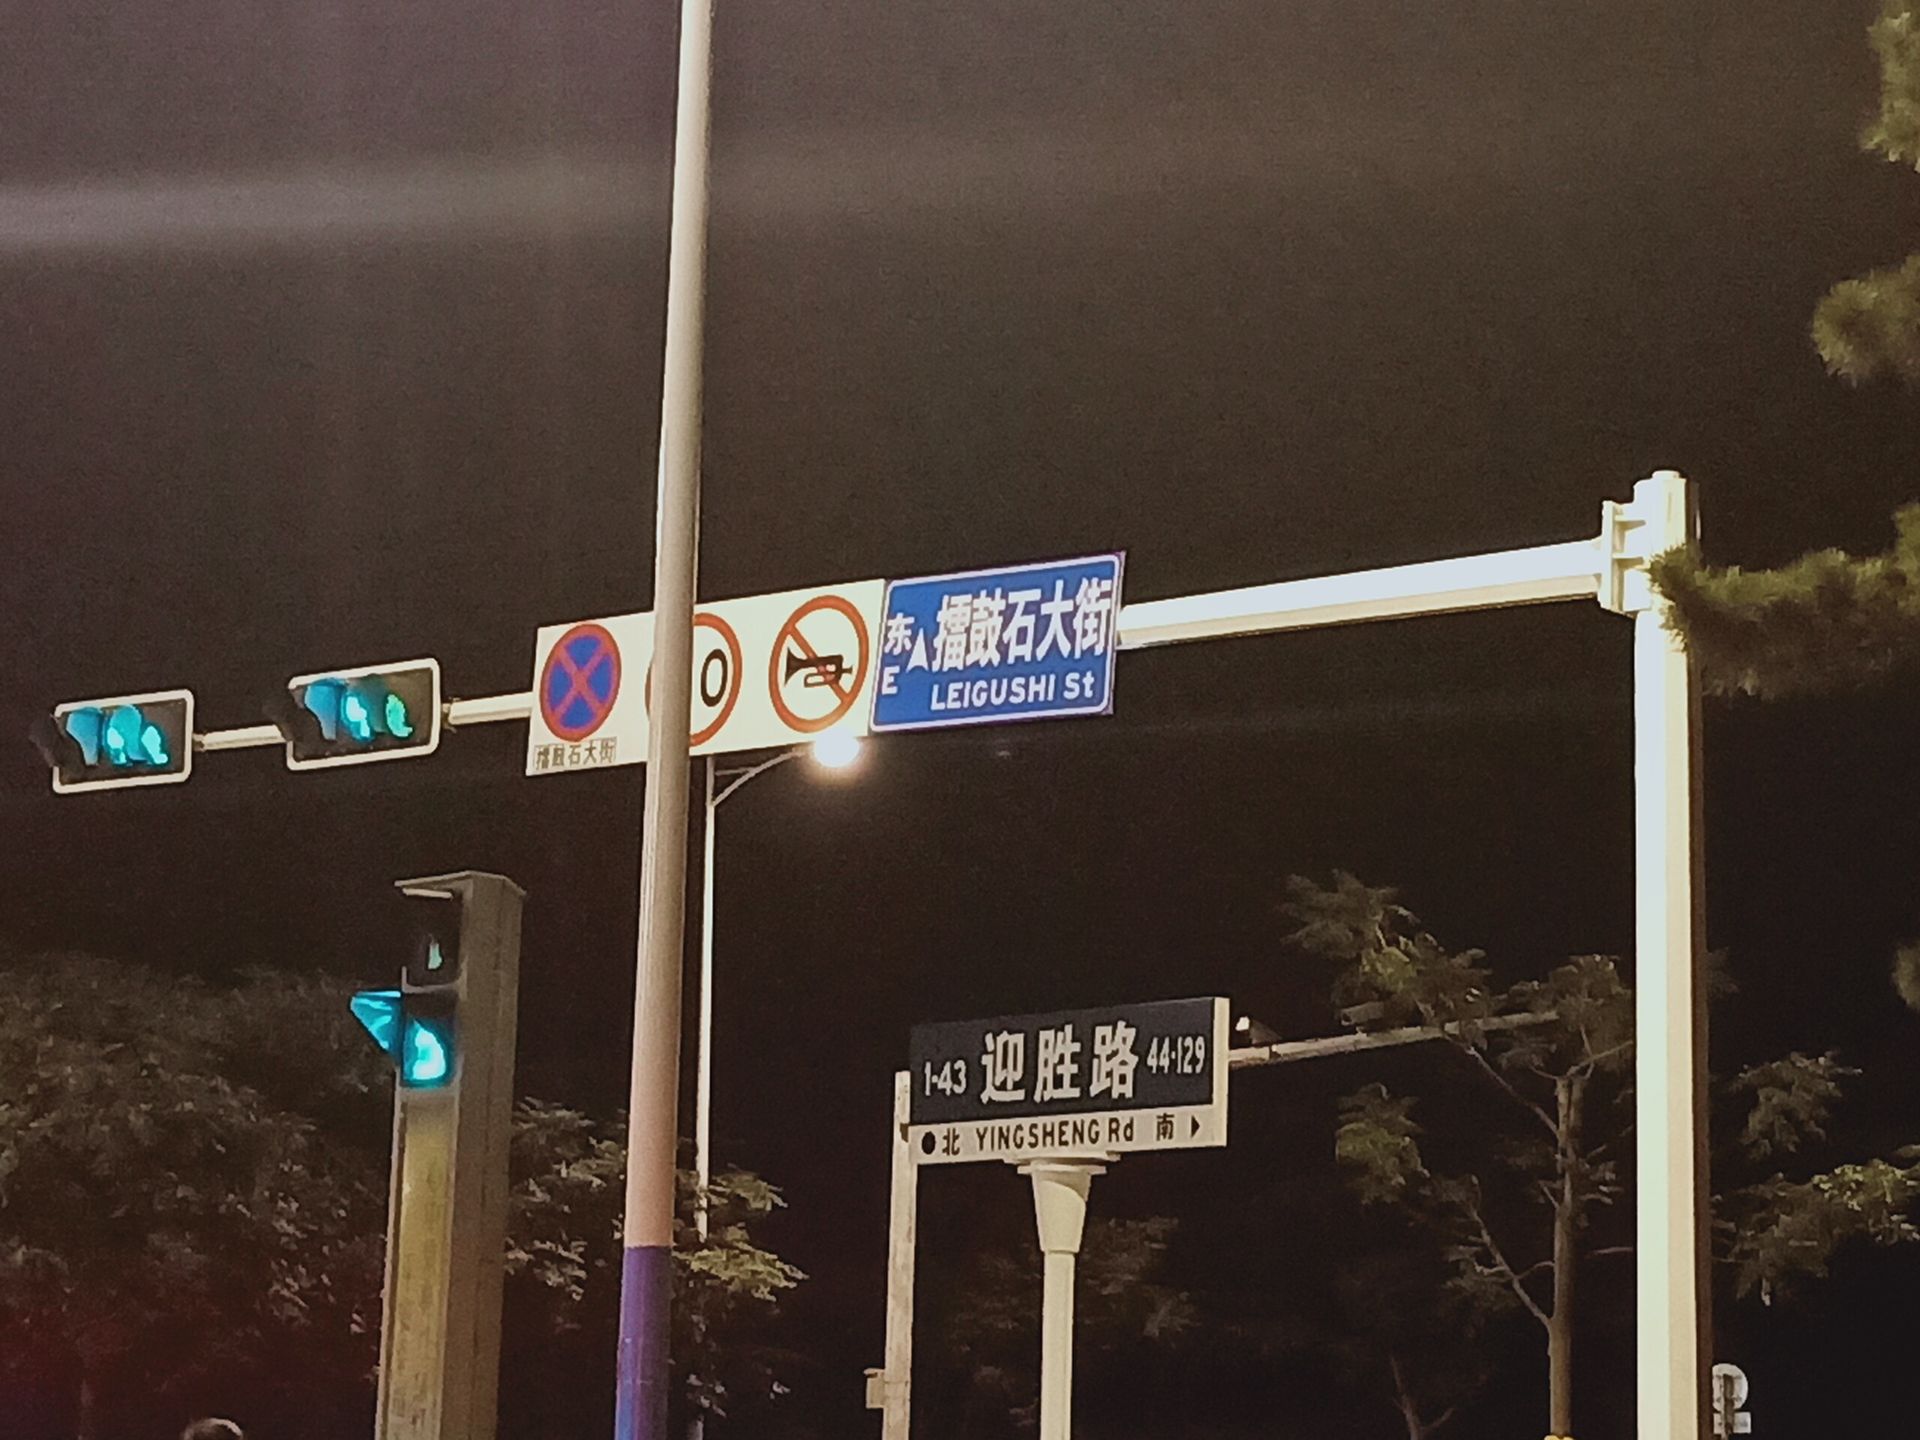 东 擂鼓石大街
E LEIGUSHI St
0
擂鼓石大街
1-43 迎胜路 44-129
北 YINGSHENG Rd 南